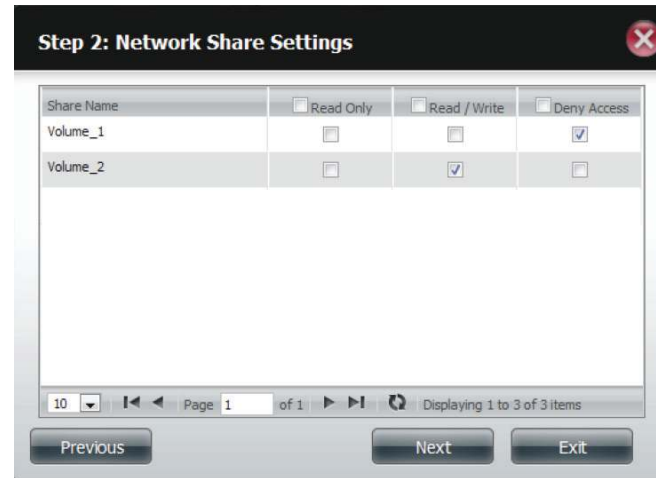 Step 2: Network Share Settings
Share Name Read Only Read / Write Deny Access
Volume_1
Volume_2
10 Page 1 of 1 Displaying 1 to 3 of 3 items
Previous Next Exit